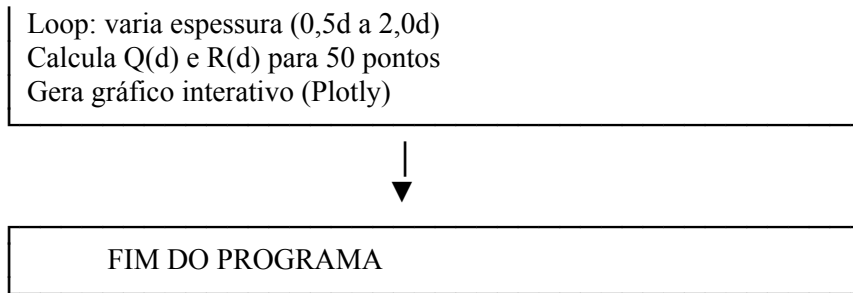 Loop: varia espessura (0,5d a 2,0d)
Calcula Q(d) e R(d) para 50 pontos
Gera gráfico interativo (Plotly)
FIM DO PROGRAMA